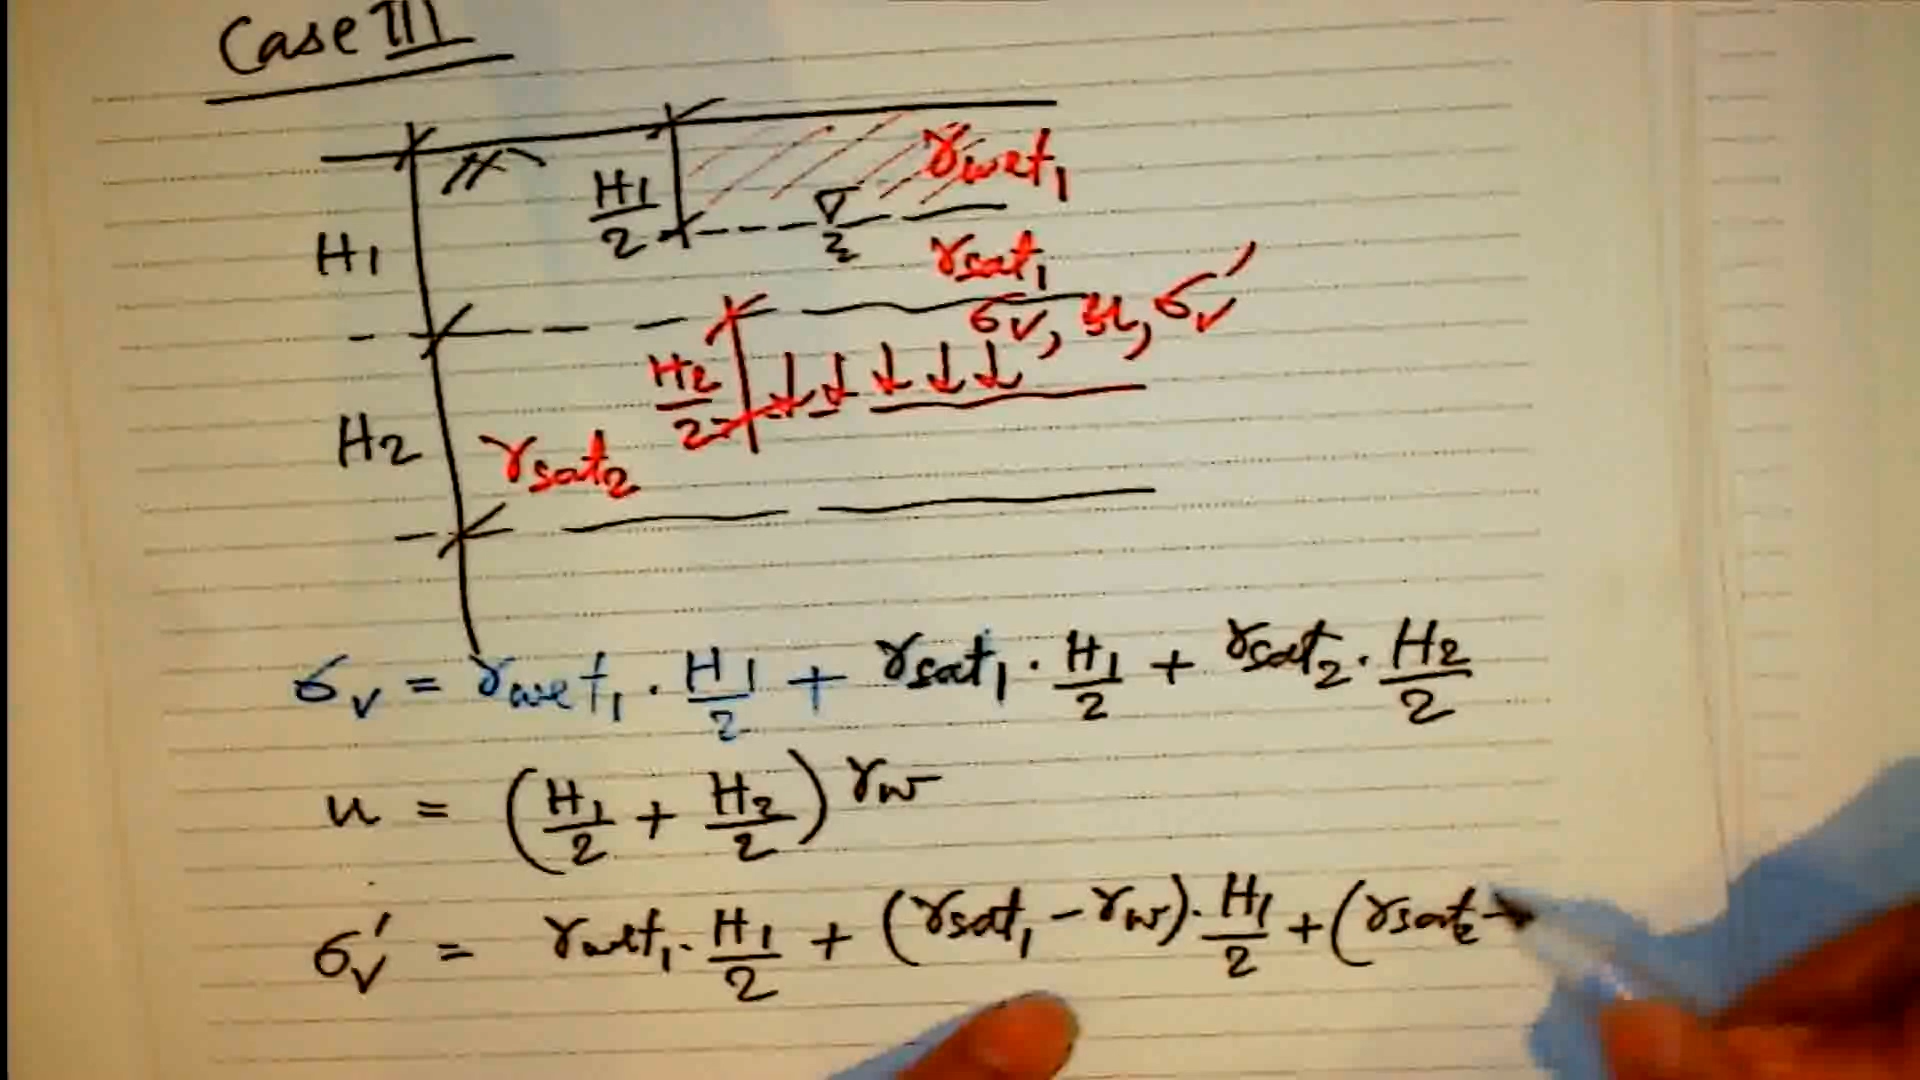 Case III
H1
H1/2
γwet1
γsat1
σv, u, σv'
H2/2
H2
γsat2
σv = γwet1 · H1/2 + γsat1 · H1/2 + γsat2 · H2/2
u = (H1/2 + H2/2) γw
σv' = γwet1 · H1/2 + (γsat1 - γw) · H1/2 + (γsat2 -